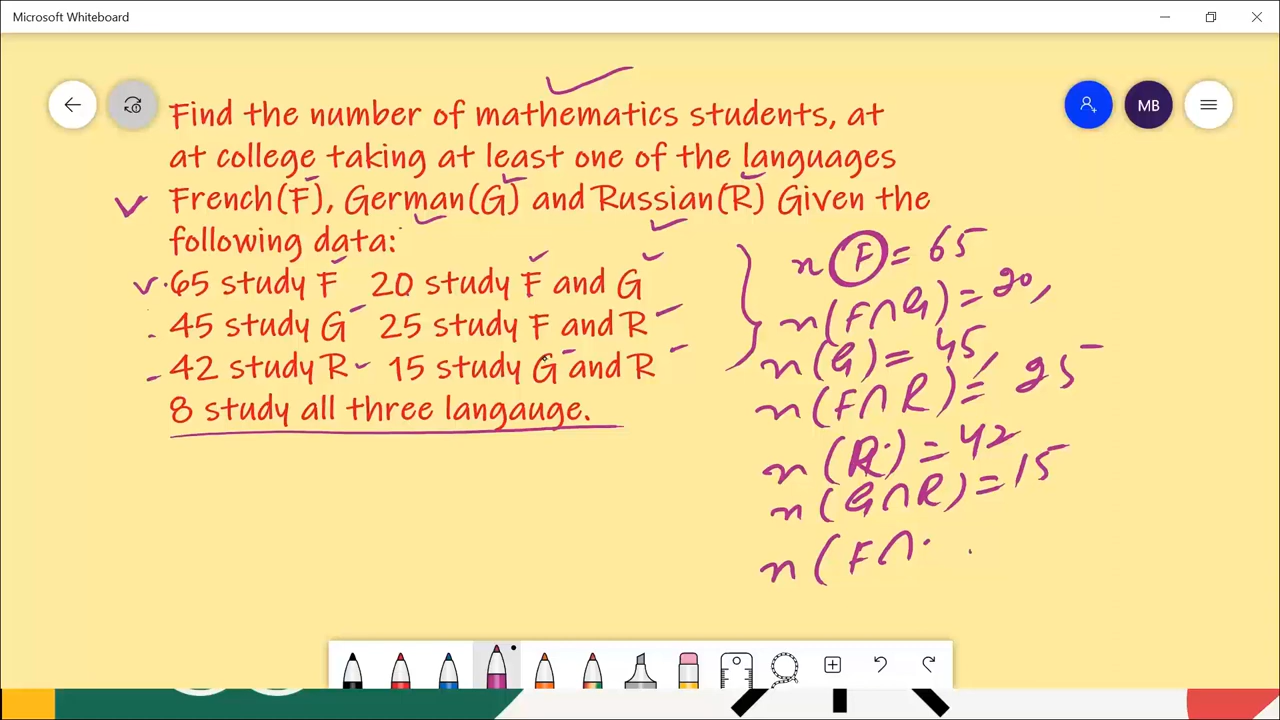 Microsoft Whiteboard
MB
Find the number of mathematics students, at
at college taking at least one of the languages
French(F), German(G) and Russian(R) Given the
following data:
65 study F 20 study F and G
45 study G 25 study F and R
42 study R 15 study G and R
8 study all three langauge.
n F = 65
n(F∩G) = 20,
n(G) = 45,
n(F∩R) = 25
n(R) = 42
n(G∩R) = 15
n(F∩